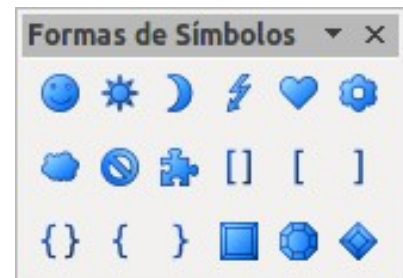 Formas de Símbolos
[] [ ]
{} { }